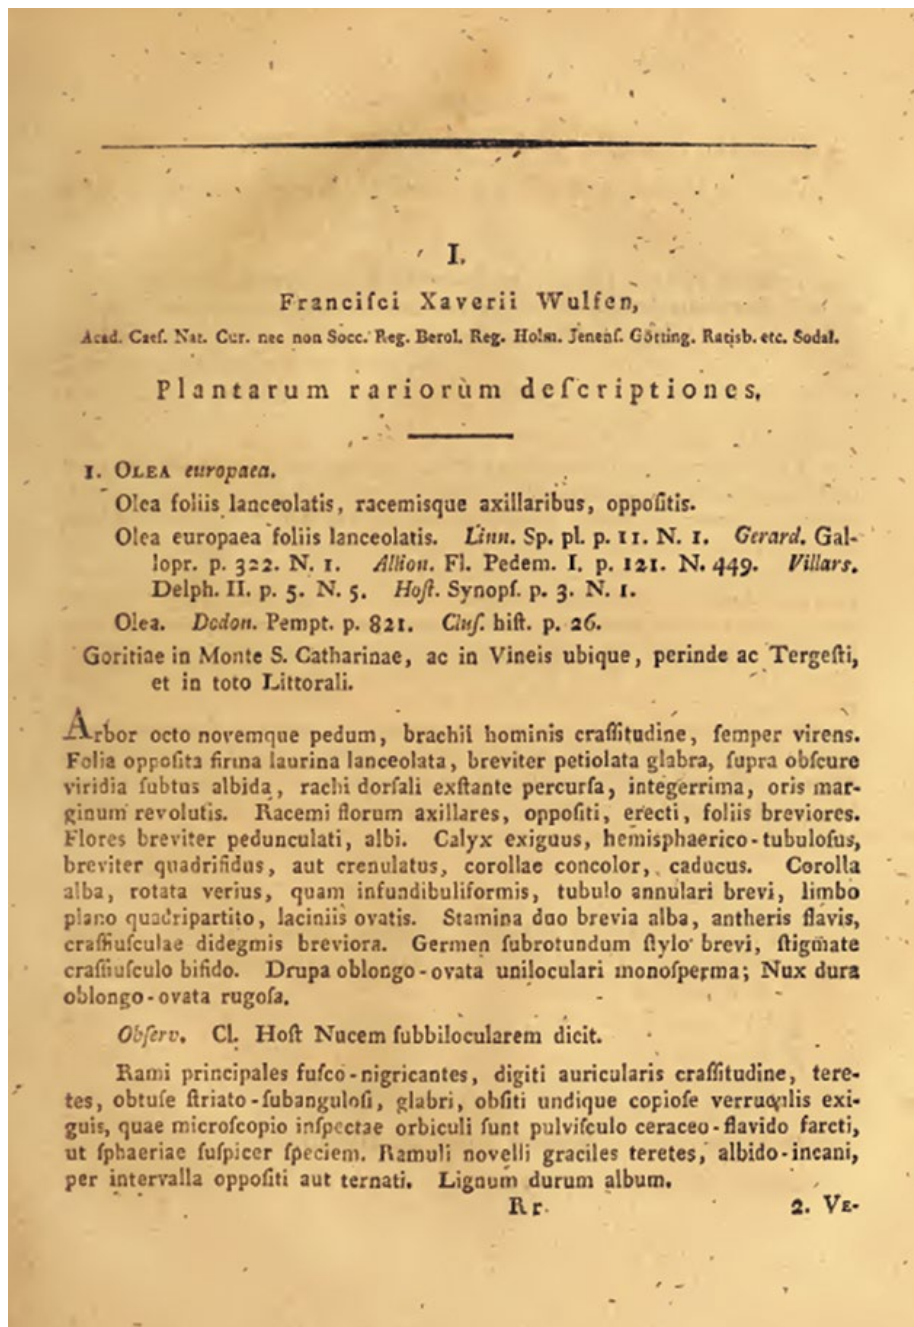 I.
Franciſci Xaverii Wulfen,
Acad. Caeſ. Nat. Cur. nec non Socc. Reg. Berol. Reg. Holm. Jenenſ. Götting. Ratisb. etc. Sodal.
Plantarum rariorum deſcriptiones.
1. OLEA europaea.
Olea foliis lanceolatis, racemisque axillaribus, oppoſitis.
Olea europaea foliis lanceolatis. Linn. Sp. pl. p. 11. N. 1. Gerard. Gal-
lopr. p. 322. N. 1. Allion. Fl. Pedem. I. p. 121. N. 449. Villars.
Delph. II. p. 5. N. 5. Hoſt. Synopſ. p. 3. N. 1.
Olea. Dodon. Pempt. p. 821. Cluſ. hiſt. p. 26.
Goritiae in Monte S. Catharinae, ac in Vineis ubique, perinde ac Tergeſti,
et in toto Littorali.
Arbor octo novemque pedum, brachii hominis craſſitudine, ſemper virens.
Folia oppoſita firma laurina lanceolata, breviter petiolata glabra, ſupra obſcure
viridia ſubtus albida, rachi dorſali exſtante percurſa, integerrima, oris mar-
ginum revolutis. Racemi florum axillares, oppoſiti, erecti, foliis breviores.
Flores breviter pedunculati, albi. Calyx exiguus, hemisphaerico-tubuloſus,
breviter quadrifidus, aut crenulatus, corollae concolor, caducus. Corolla
alba, rotata verius, quam infundibuliformis, tubulo annulari brevi, limbo
plano quadripartito, laciniis ovatis. Stamina duo brevia alba, antheris flavis,
craſſiuſculae didegmis breviora. Germen ſubrotundum ſtylo brevi, ſtigmate
craſſiuſculo bifido. Drupa oblongo-ovata uniloculari monoſperma; Nux dura
oblongo-ovata rugoſa.
Obſerv. Cl. Hoſt Nucem ſubbilocularem dicit.
Rami principales fuſco-nigricantes, digiti auricularis craſſitudine, tere-
tes, obtuſe ſtriato-ſubanguloſi, glabri, obſiti undique copioſe verruculis exi-
guis, quae microſcopio inſpectae orbiculi ſunt pulviſculo ceraceo-flavido farcti,
ut ſphaeriae ſuſpicer ſpeciem. Ramuli novelli graciles teretes, albido-incani,
per intervalla oppoſiti aut ternati. Lignum durum album.
Rr 2. VE-